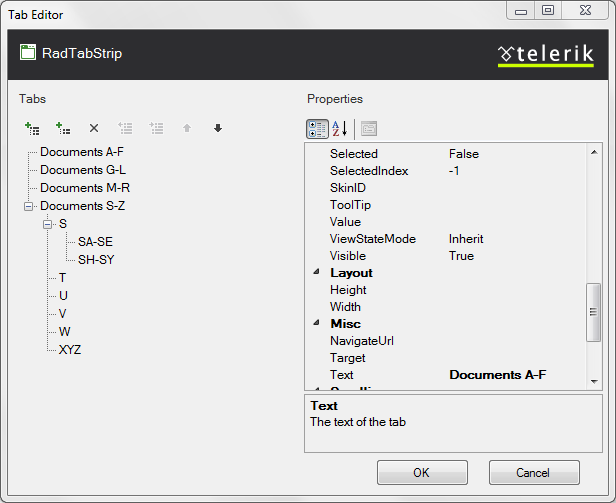 Tab Editor
RadTabStrip
telerik
Tabs
Properties
Documents A-F
Documents G-L
Documents M-R
Documents S-Z
S
SA-SE
SH-SY
T
U
V
W
XYZ
Selected False
SelectedIndex -1
SkinID
ToolTip
Value
ViewStateMode Inherit
Visible True
Layout
Height
Width
Misc
NavigateUrl
Target
Text Documents A-F
Text
The text of the tab
OK Cancel